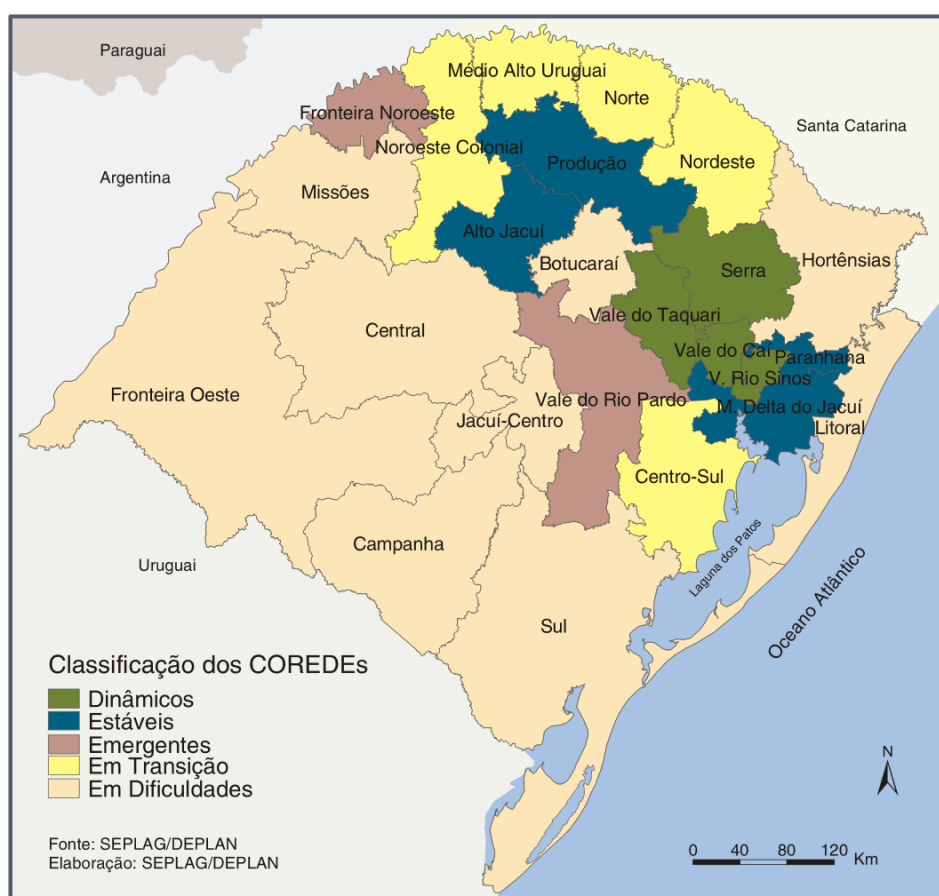 Paraguai
Médio Alto Uruguai
Norte
Fronteira Noroeste
Santa Catarina
Noroeste Colonial
Produção
Nordeste
Argentina
Missões
Alto Jacuí
Botucaraí
Serra
Hortênsias
Vale do Taquari
Central
Vale do Caí
Paranhana
V. Rio Sinos
Fronteira Oeste
Vale do Rio Pardo
M. Delta do Jacuí
Jacuí-Centro
Litoral
Centro-Sul
Campanha
Laguna dos Patos
Uruguai
Oceano Atlântico
Sul
Classificação dos COREDEs
Dinâmicos
Estáveis
Emergentes
Em Transição
Em Dificuldades
N
Fonte: SEPLAG/DEPLAN
Elaboração: SEPLAG/DEPLAN
0 40 80 120
Km